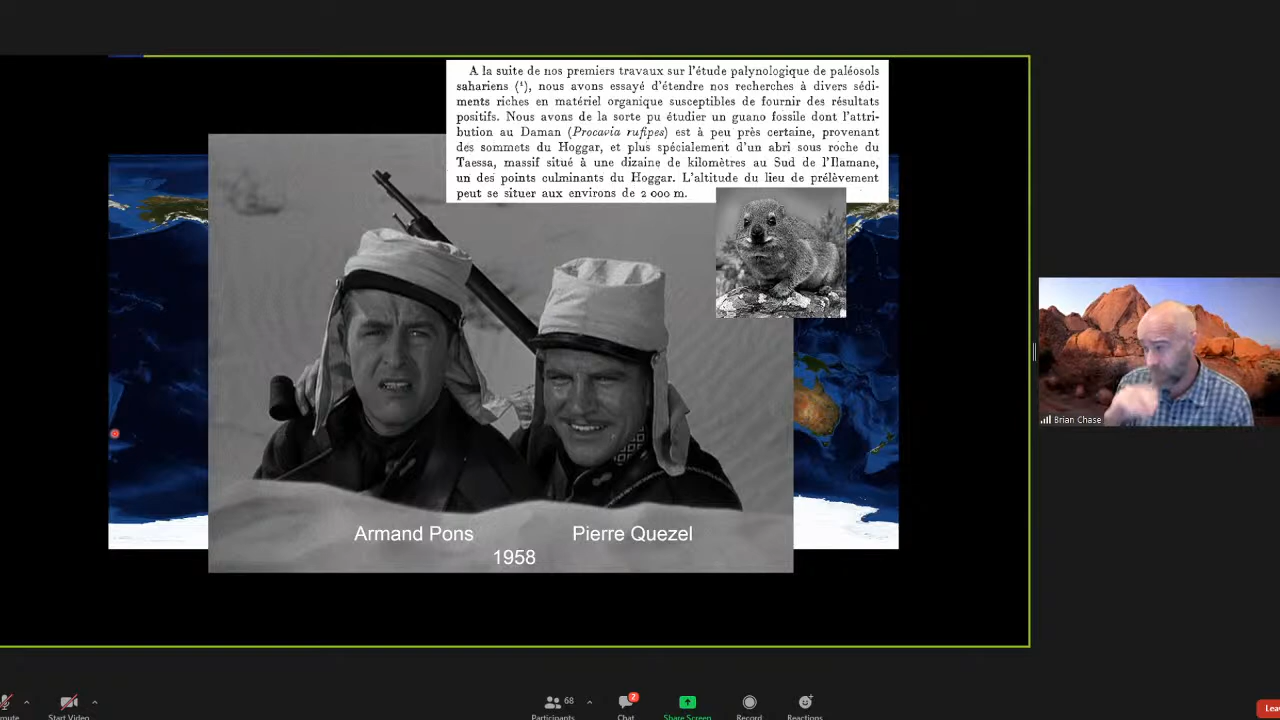 A la suite de nos premiers travaux sur l'étude palynologique de paléosols
sahariens (¹), nous avons essayé d'étendre nos recherches à divers sédi-
ments riches en matériel organique susceptibles de fournir des résultats
positifs. Nous avons de la sorte pu étudier un guano fossile dont l'attri-
bution au Daman (Procavia rufipes) est à peu près certaine, provenant
des sommets du Hoggar, et plus spécialement d'un abri sous roche du
Taessa, massif situé à une dizaine de kilomètres au Sud de l'Ilamane,
un des points culminants du Hoggar. L'altitude du lieu de prélèvement
peut se situer aux environs de 2 000 m.
Brian Chase
Armand Pons Pierre Quezel
1958
68
2
Start Video
Participants
Chat
Share Screen
Record
Reactions